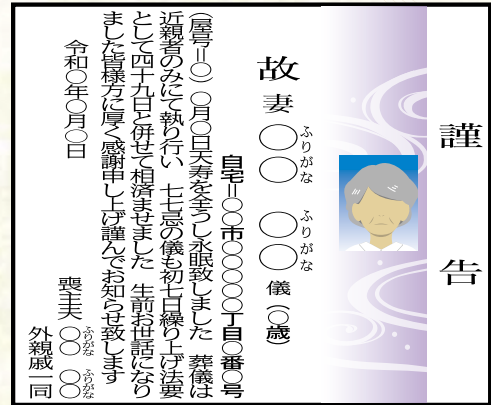 謹告
故
妻 〇〇 〇〇 儀(〇歳)
ふりがな ふりがな
自宅=〇〇市〇〇〇〇〇丁目〇番〇号
(屋号=〇) 〇月〇日天寿を全うし永眠致しました 葬儀は
近親者のみにて執り行い 七七忌の儀も初七日繰り上げ法要
として四十九日と併せて相済ませました 生前お世話になり
ました皆様方に厚く感謝申し上げ謹んでお知らせ致します
令和〇年〇月〇日
喪主夫 〇〇 〇〇
ふりがな ふりがな
外親戚一同